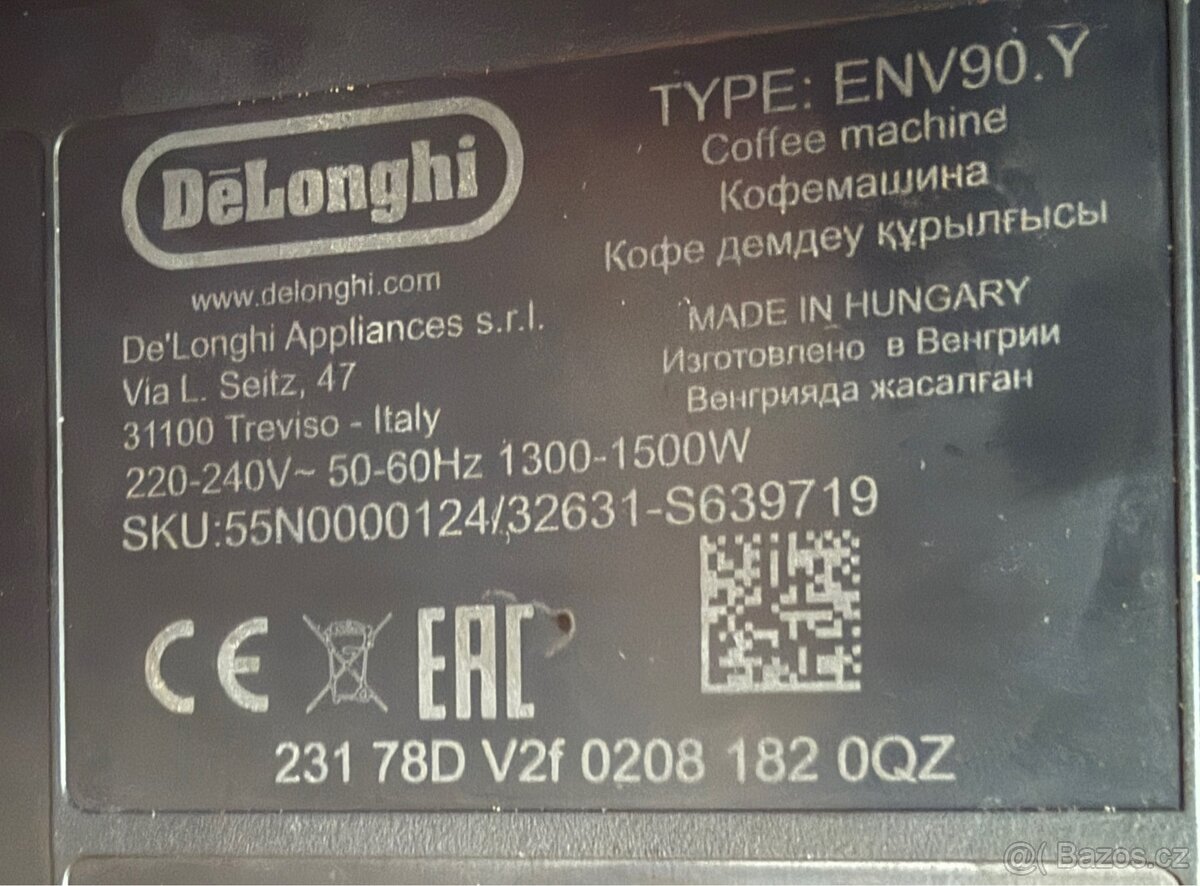 DeLonghi
www.delonghi.com
De'Longhi Appliances s.r.l.
Via L. Seitz, 47
31100 Treviso - Italy
220-240V~ 50-60Hz 1300-1500W
SKU:55N0000124/32631-S639719
TYPE: ENV90.Y
Coffee machine
Кофемашина
Кофе демдеу құрылғысы
MADE IN HUNGARY
Изготовлено в Венгрии
Венгрияда жасалған
CE
EAC
231 78D V2f 0208 182 0QZ
@( Bazos.cz